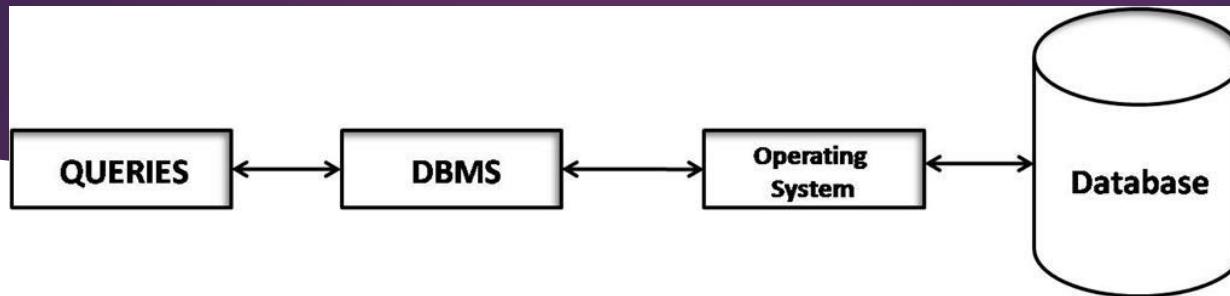 QUERIES
DBMS
Operating
System
Database